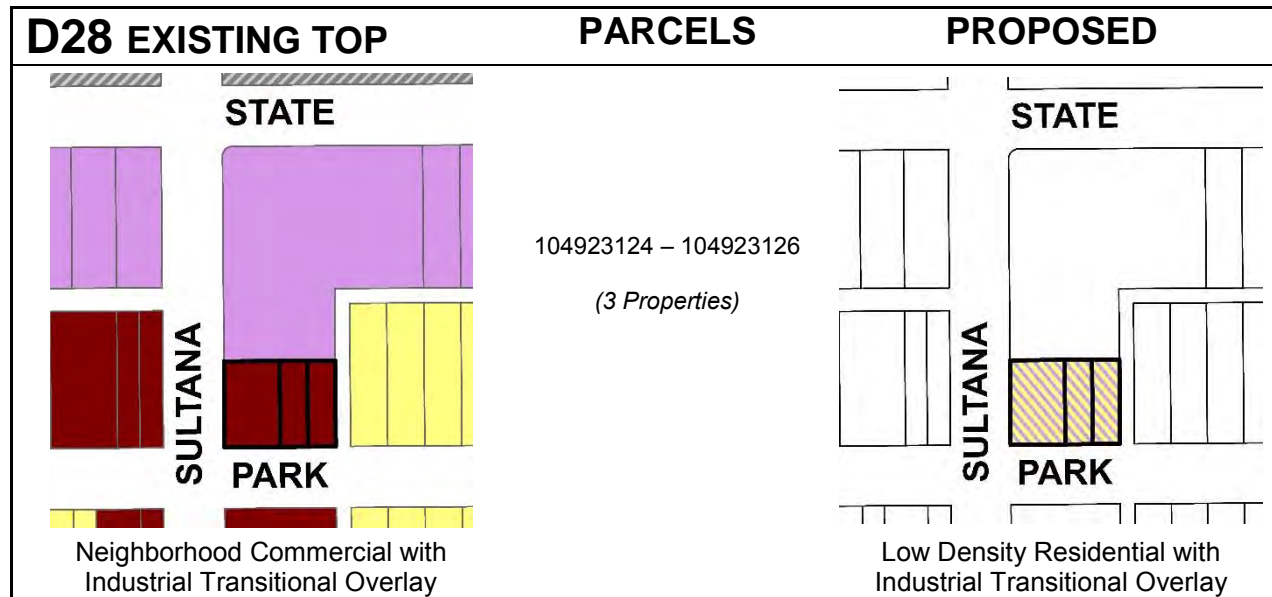 D28 EXISTING TOP
PARCELS
PROPOSED
STATE
SULTANA
PARK
Neighborhood Commercial with
Industrial Transitional Overlay
104923124 – 104923126
(3 Properties)
STATE
SULTANA
PARK
Low Density Residential with
Industrial Transitional Overlay